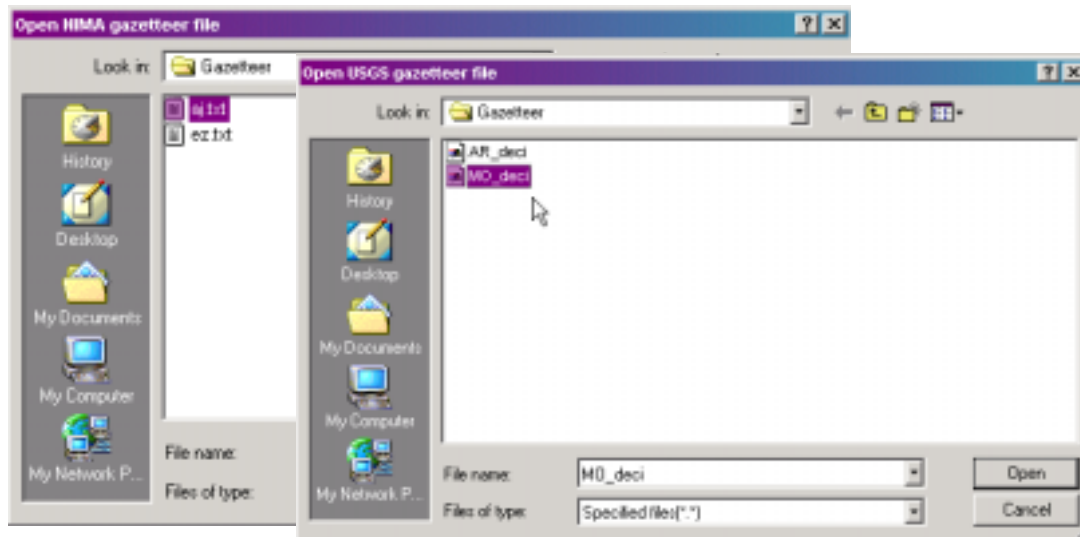 Open NIMA gazetteer file
Look in:
Gazetteer
aj.txt
ez.txt
History
Desktop
My Documents
My Computer
My Network P...
File name:
Files of type:
Open USGS gazetteer file
Look in:
Gazetteer
AR_deci
MO_deci
History
Desktop
My Documents
My Computer
My Network P...
File name:
MO_deci
Open
Files of type:
Specified files(*.*)
Cancel